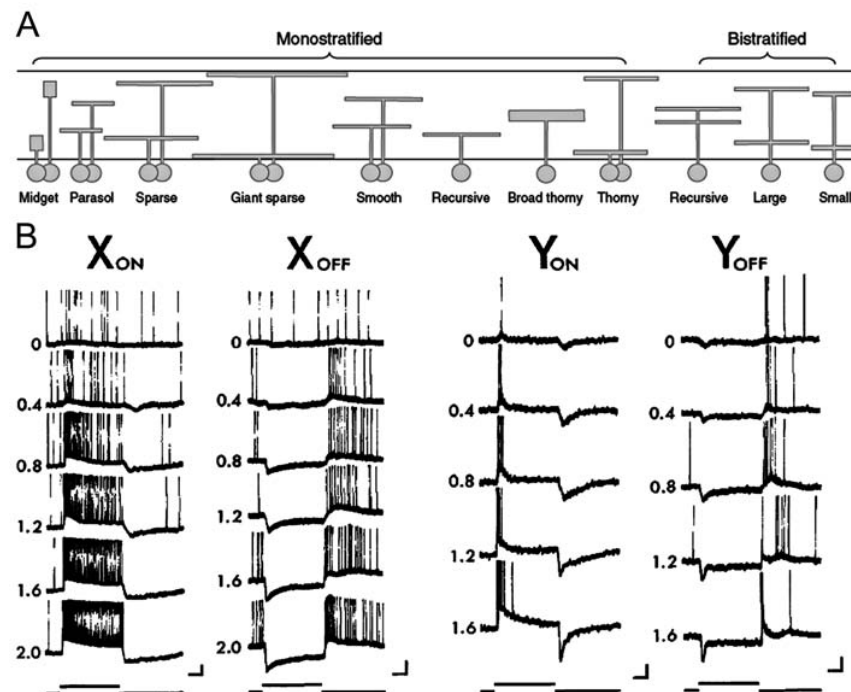 A
Monostratified Bistratified
Midget Parasol Sparse Giant sparse Smooth Recursive Broad thorny Thorny Recursive Large Small
B
XON XOFF YON YOFF
0 0 0 0
0.4 0.4 0.4 0.4
0.8 0.8 0.8 0.8
1.2 1.2 1.2 1.2
1.6 1.6 1.6 1.6
2.0 2.0